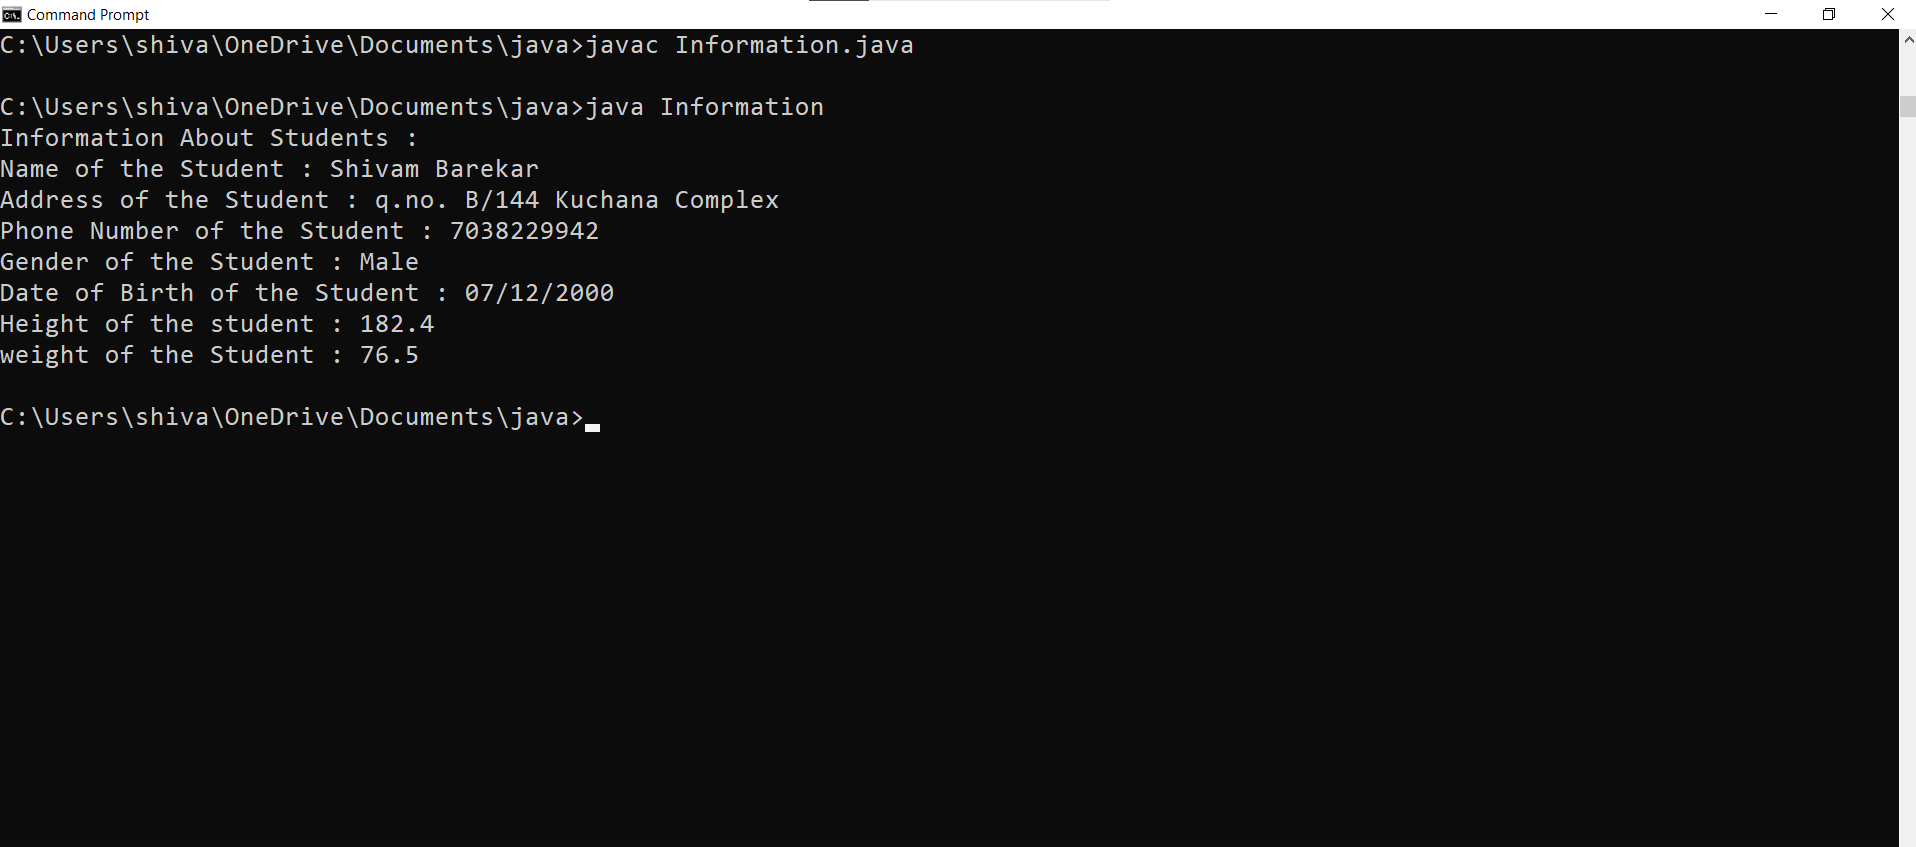 Command Prompt
C:\Users\shiva\OneDrive\Documents\java>javac Information.java
C:\Users\shiva\OneDrive\Documents\java>java Information
Information About Students :
Name of the Student : Shivam Barekar
Address of the Student : q.no. B/144 Kuchana Complex
Phone Number of the Student : 7038229942
Gender of the Student : Male
Date of Birth of the Student : 07/12/2000
Height of the student : 182.4
weight of the Student : 76.5
C:\Users\shiva\OneDrive\Documents\java>